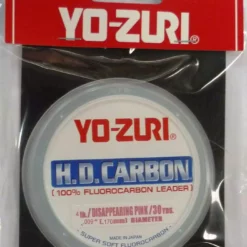 YO-ZURI®
YO-ZURI®
H.D. CARBON
[100% FLUOROCARBON LEADER]
lb./DISAPPEARING PINK/30 YDS.
DIAMETER
MADE IN JAPAN
SUPER SOFT FLUOROCARBON